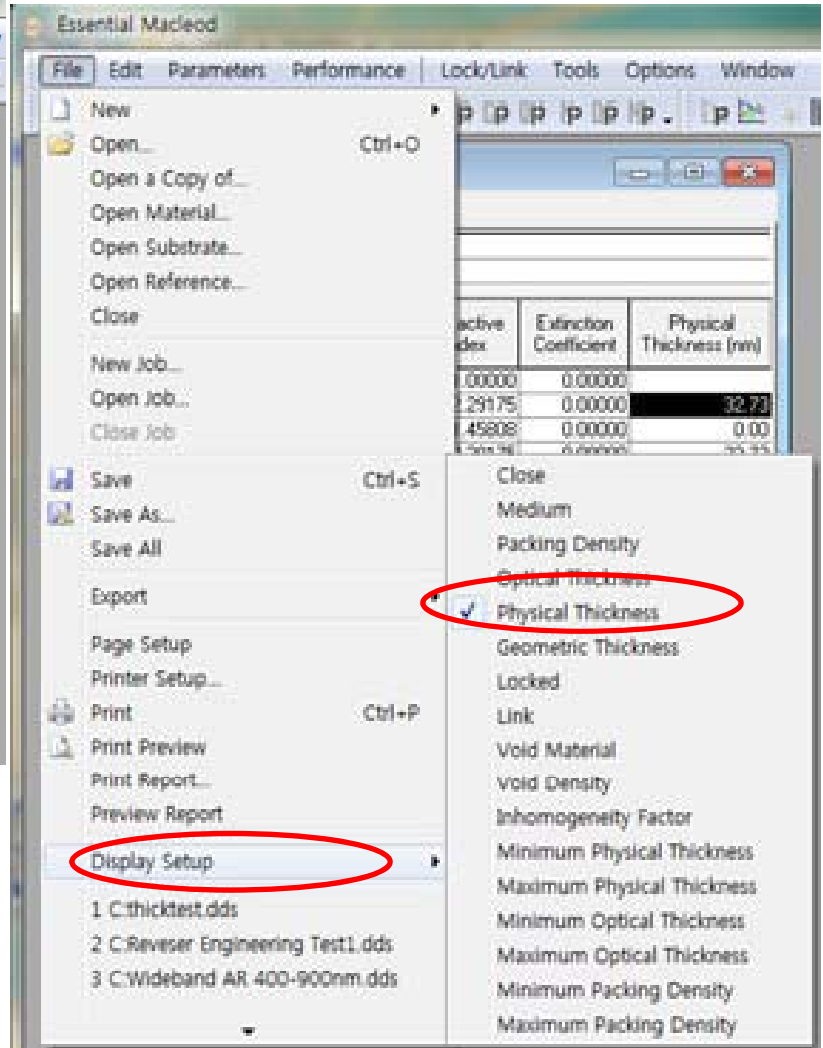 Essential Macleod
File Edit Parameters Performance Lock/Link Tools Options Window
New
Open... Ctrl+O
Open a Copy of...
Open Material...
Open Substrate...
Open Reference...
Close
New Job...
Open Job...
Close Job
Save Ctrl+S
Save As...
Save All
Export
Page Setup
Printer Setup...
Print Ctrl+P
Print Preview
Print Report...
Preview Report
Display Setup
1 C:thicktest.dds
2 C:Reveser Engineering Test1.dds
3 C:Wideband AR 400-900nm.dds
active Extinction Physical
dex Coefficient Thickness (nm)
.00000 0.00000
.29175 0.00000 32.73
.45808 0.00000 0.00
Close
Medium
Packing Density
Optical Thickness
Physical Thickness
Geometric Thickness
Locked
Link
Void Material
Void Density
Inhomogeneity Factor
Minimum Physical Thickness
Maximum Physical Thickness
Minimum Optical Thickness
Maximum Optical Thickness
Minimum Packing Density
Maximum Packing Density